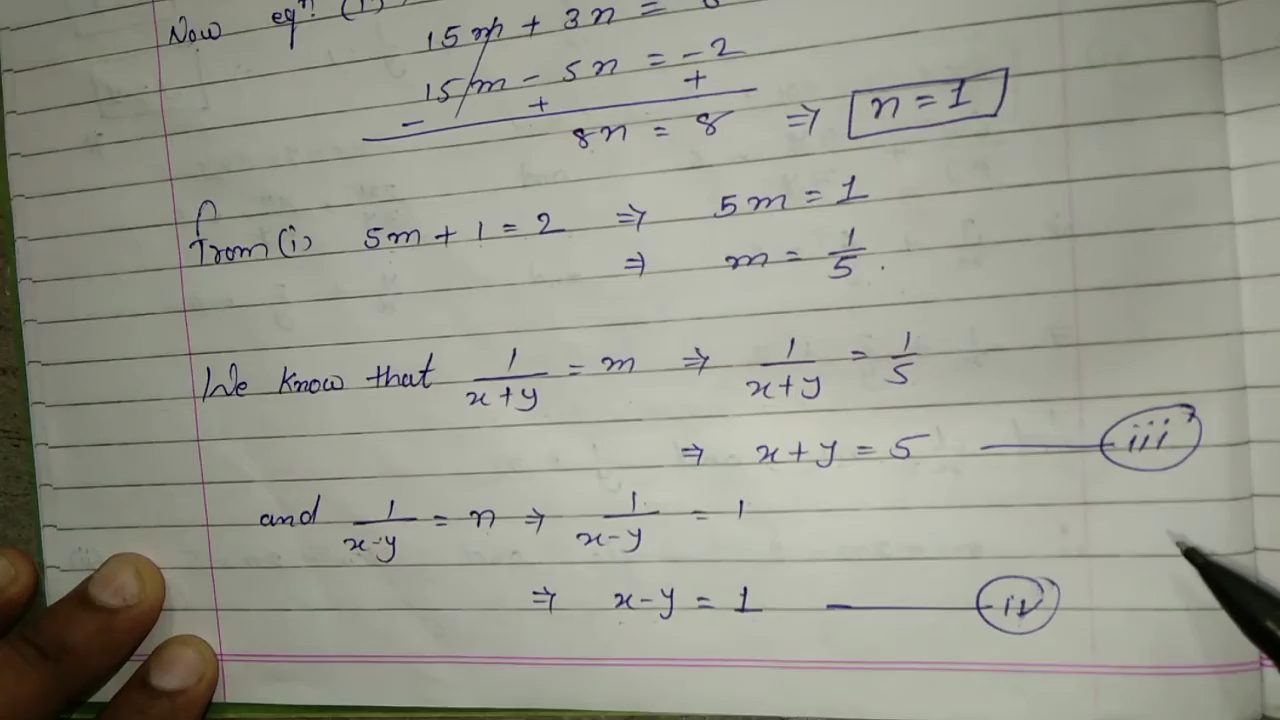 Now eqn (i)
15m + 3n =
15m - 5n = -2
- + +
8n = 8 ⇒ n = 1
From (i) 5m + 1 = 2 ⇒ 5m = 1
⇒ m = 1/5.
We know that 1/(x+y) = m ⇒ 1/(x+y) = 1/5
⇒ x+y = 5 — iii
and 1/(x-y) = n ⇒ 1/(x-y) = 1
⇒ x-y = 1 — iv